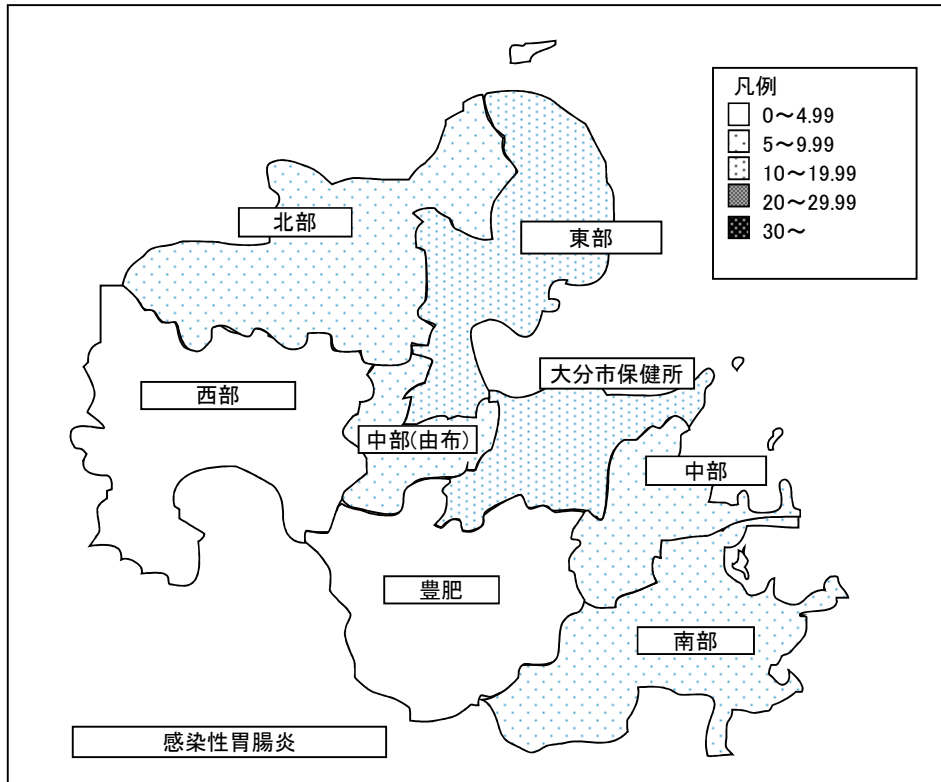 凡例
0～4.99
5～9.99
10～19.99
20～29.99
30～
北部
東部
大分市保健所
西部
中部(由布)
中部
豊肥
南部
感染性胃腸炎